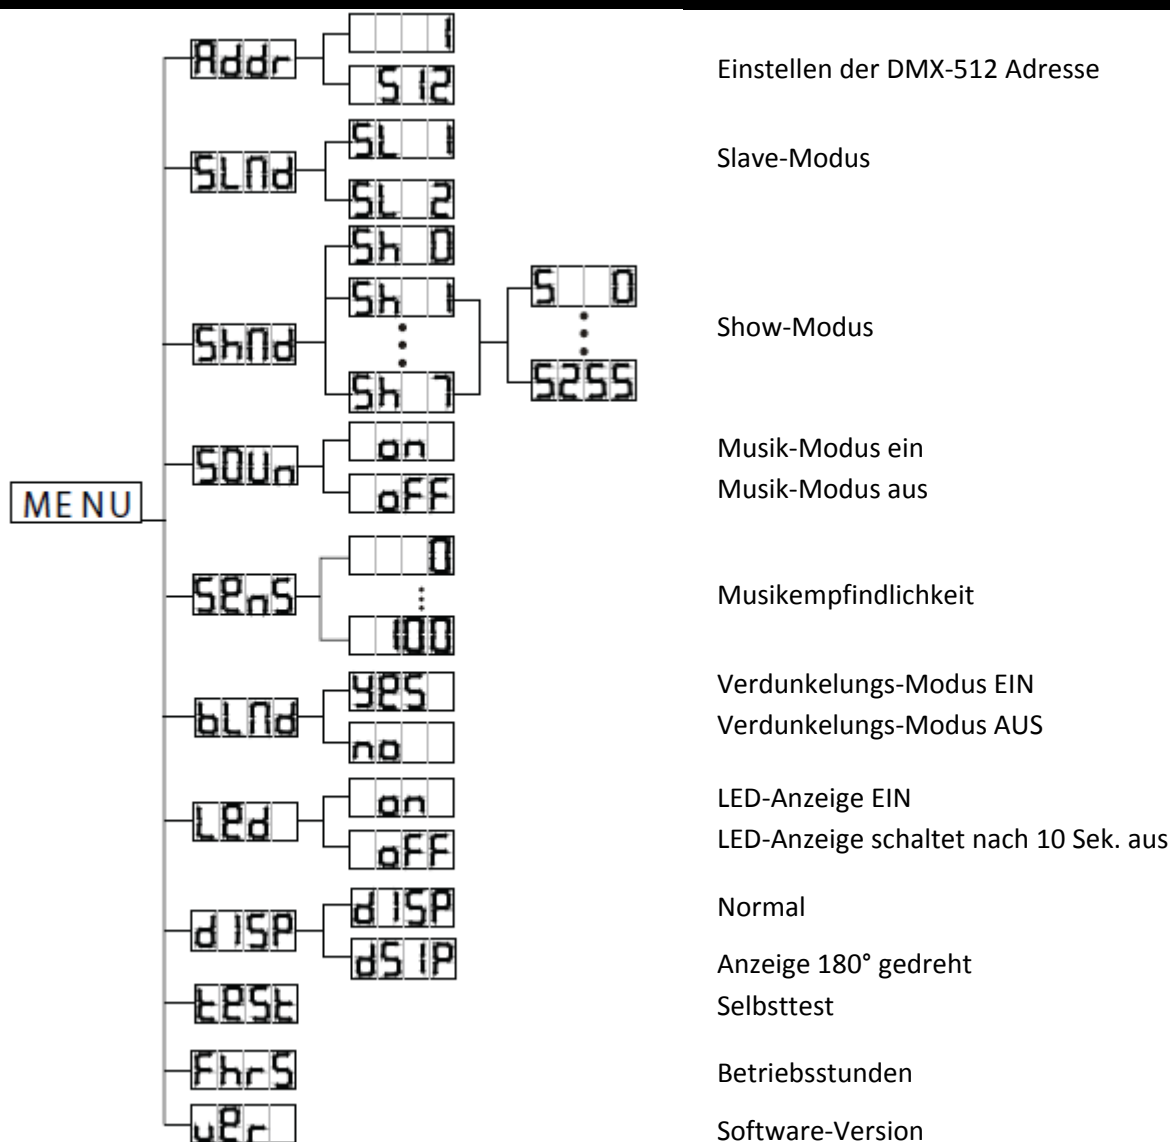 1
Addr
Einstellen der DMX-512 Adresse
512
SL 1
SLMd
Slave-Modus
SL 2
Sh 0
S 0
Sh 1
ShMd
Show-Modus
Sh 7
S255
on
Musik-Modus ein
SOUn
oFF
Musik-Modus aus
MENU
0
SenS
Musikempfindlichkeit
100
yes
Verdunkelungs-Modus EIN
bLMd
no
Verdunkelungs-Modus AUS
on
LED-Anzeige EIN
Led
oFF
LED-Anzeige schaltet nach 10 Sek. aus
dISP
Normal
dISP
dSIP
Anzeige 180° gedreht
teSt
Selbsttest
FhrS
Betriebsstunden
ver
Software-Version